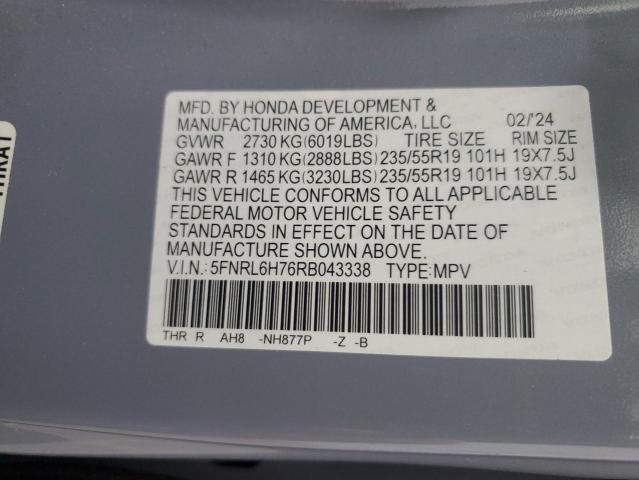 MFD. BY HONDA DEVELOPMENT &
MANUFACTURING OF AMERICA, LLC 02/'24
GVWR 2730 KG(6019LBS) TIRE SIZE RIM SIZE
GAWR F 1310 KG(2888LBS) 235/55R19 101H 19X7.5J
GAWR R 1465 KG(3230LBS) 235/55R19 101H 19X7.5J
THIS VEHICLE CONFORMS TO ALL APPLICABLE
FEDERAL MOTOR VEHICLE SAFETY
STANDARDS IN EFFECT ON THE DATE OF
MANUFACTURE SHOWN ABOVE.
V.I.N.: 5FNRL6H76RB043338 TYPE:MPV
THR R AH8 -NH877P -Z -B